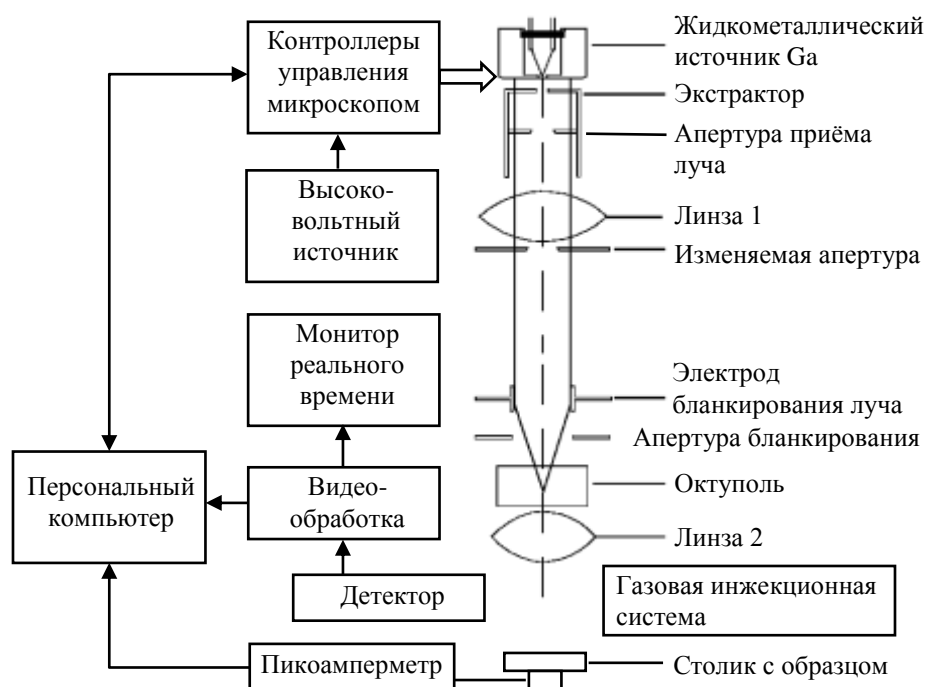 Контроллеры
управления
микроскопом
Высоко-
вольтный
источник
Монитор
реального
времени
Персональный
компьютер
Видео-
обработка
Детектор
Пикоамперметр
Жидкометаллический
источник Ga
Экстрактор
Апертура приёма
луча
Линза 1
Изменяемая апертура
Электрод
бланкирования луча
Апертура бланкирования
Октуполь
Линза 2
Газовая инжекционная
система
Столик с образцом